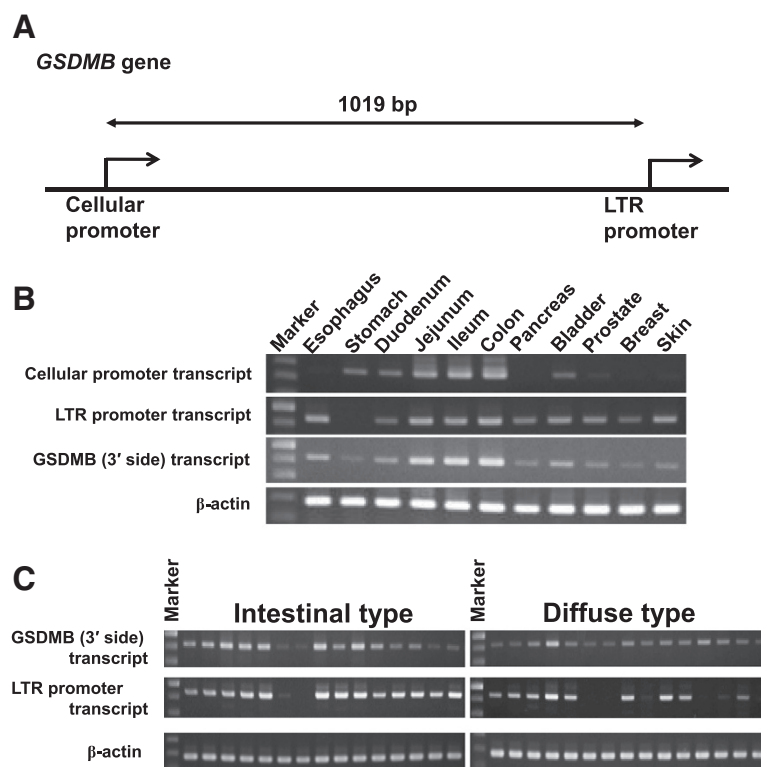 A
GSDMB gene
1019 bp
Cellular
promoter
LTR
promoter
B
Marker
Esophagus
Stomach
Duodenum
Jejunum
Ileum
Colon
Pancreas
Bladder
Prostate
Breast
Skin
Cellular promoter transcript
LTR promoter transcript
GSDMB (3′ side) transcript
β-actin
C
Marker
Intestinal type
Marker
Diffuse type
GSDMB (3′ side)
transcript
LTR promoter
transcript
β-actin